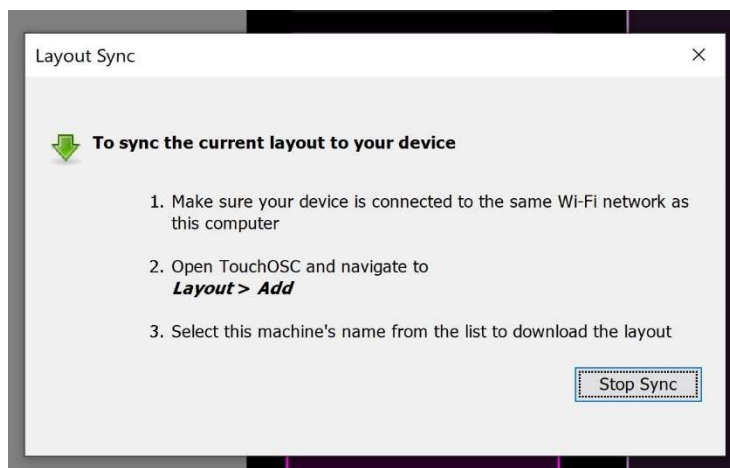 Layout Sync
To sync the current layout to your device
1. Make sure your device is connected to the same Wi-Fi network as
this computer
2. Open TouchOSC and navigate to
Layout > Add
3. Select this machine's name from the list to download the layout
Stop Sync